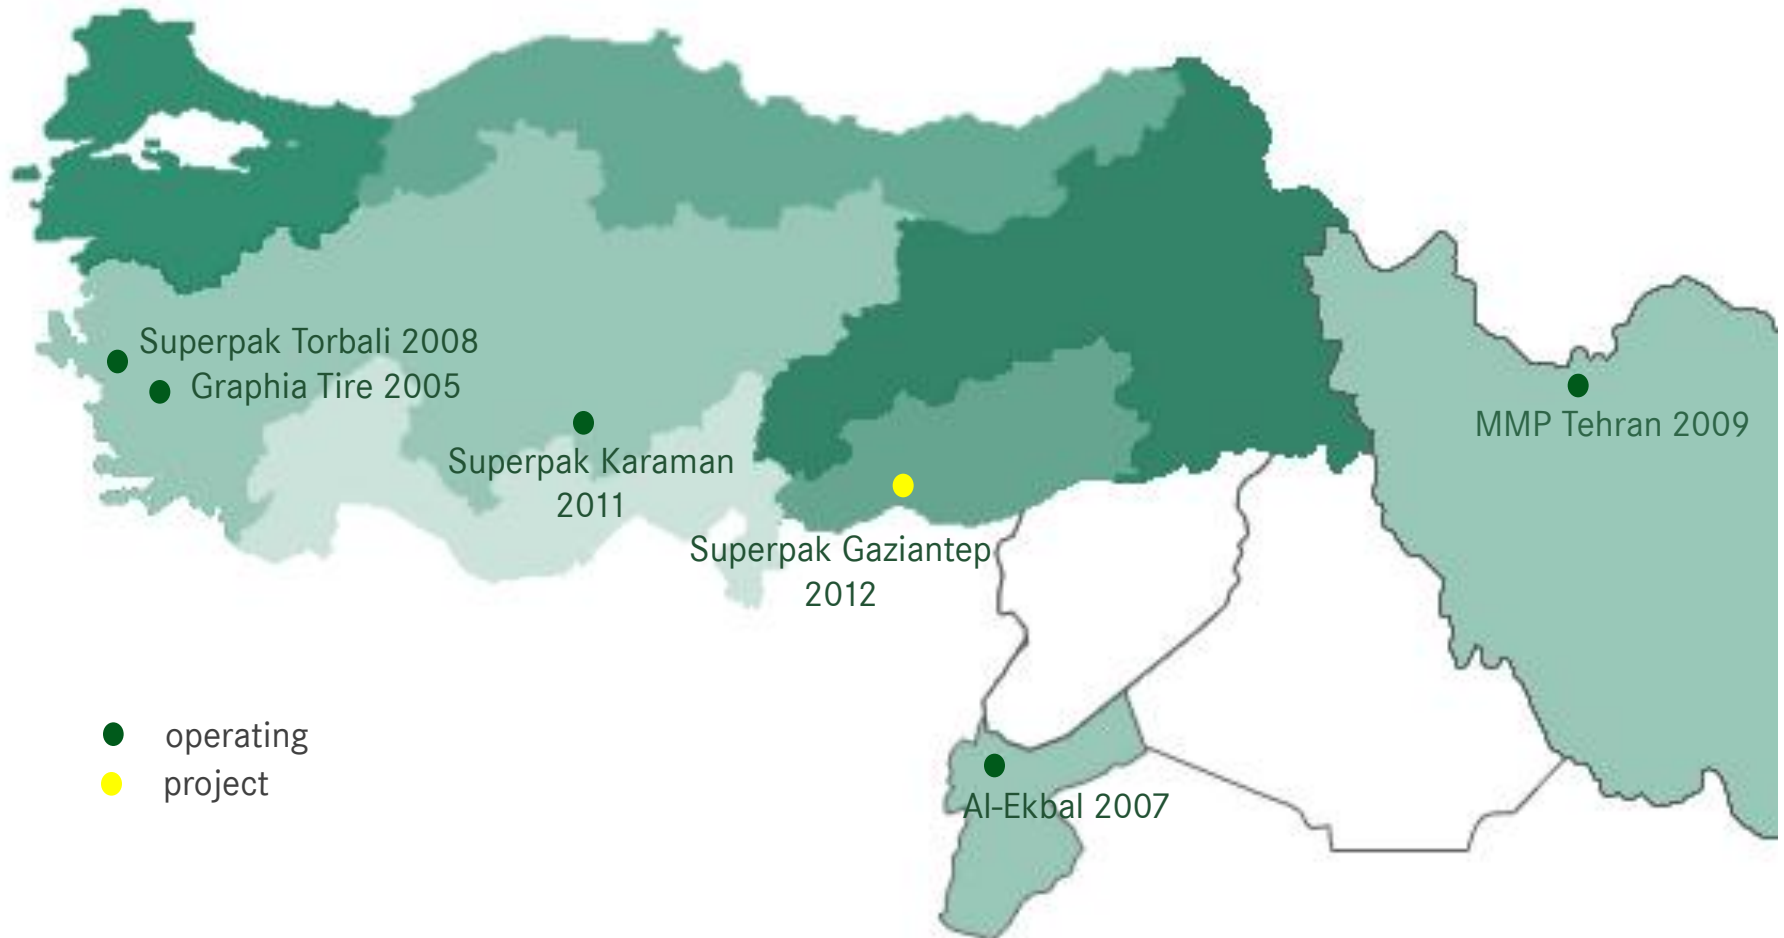 Superpak Torbali 2008
Graphia Tire 2005
MMP Tehran 2009
Superpak Karaman
2011
Superpak Gaziantep
2012
operating
project
Al-Ekbal 2007